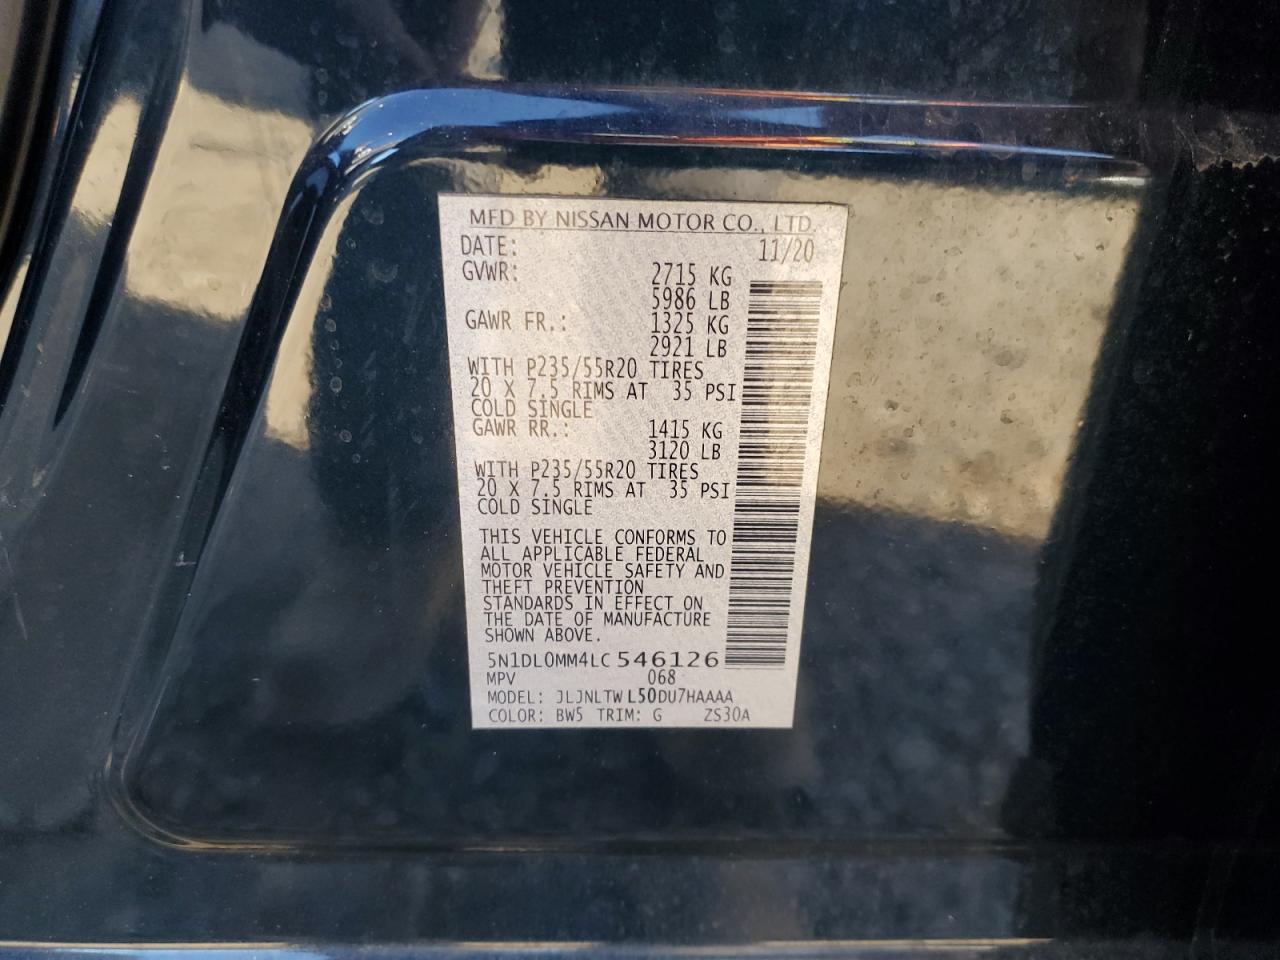 MFD BY NISSAN MOTOR CO., LTD.
DATE: 11/20
GVWR: 2715 KG
5986 LB
GAWR FR.: 1325 KG
2921 LB
WITH P235/55R20 TIRES
20 X 7.5 RIMS AT 35 PSI
COLD SINGLE
GAWR RR.: 1415 KG
3120 LB
WITH P235/55R20 TIRES
20 X 7.5 RIMS AT 35 PSI
COLD SINGLE
THIS VEHICLE CONFORMS TO
ALL APPLICABLE FEDERAL
MOTOR VEHICLE SAFETY AND
THEFT PREVENTION
STANDARDS IN EFFECT ON
THE DATE OF MANUFACTURE
SHOWN ABOVE.
5N1DL0MM4LC 546126
MPV 068
MODEL: JLJNLTW L50DU7HAAAA
COLOR: BW5 TRIM: G ZS30A